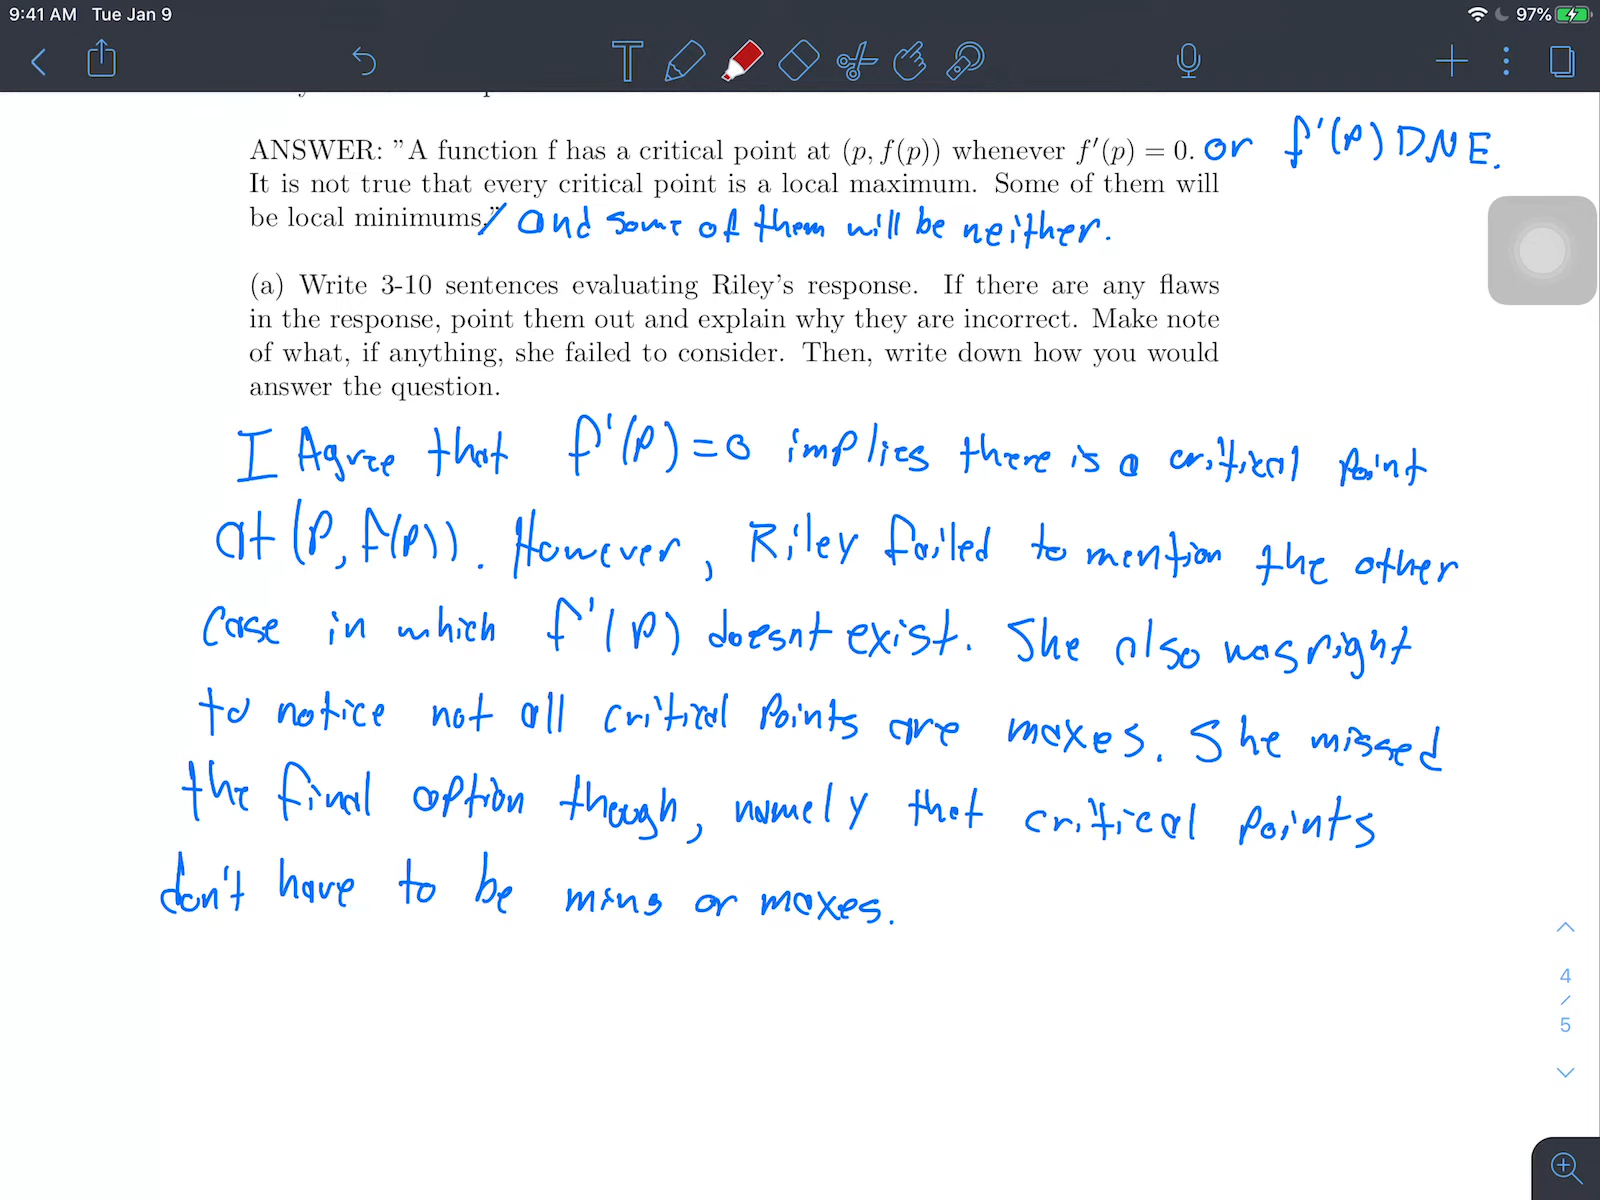 9:41 AM Tue Jan 9
97%
ANSWER: ”A function f has a critical point at (p, f(p)) whenever f′(p) = 0. or f'(p) DNE.
It is not true that every critical point is a local maximum. Some of them will
be local minimums.” and some of them will be neither.
(a) Write 3-10 sentences evaluating Riley’s response. If there are any flaws
in the response, point them out and explain why they are incorrect. Make note
of what, if anything, she failed to consider. Then, write down how you would
answer the question.
I Agree that f'(p)=0 implies there is a critical point
at (p, f(p)). However, Riley failed to mention the other
case in which f'(p) doesnt exist. She also was right
to notice not all critical points are maxes. She missed
the final option though, namely that critical points
don't have to be mins or maxes.
4
/
5